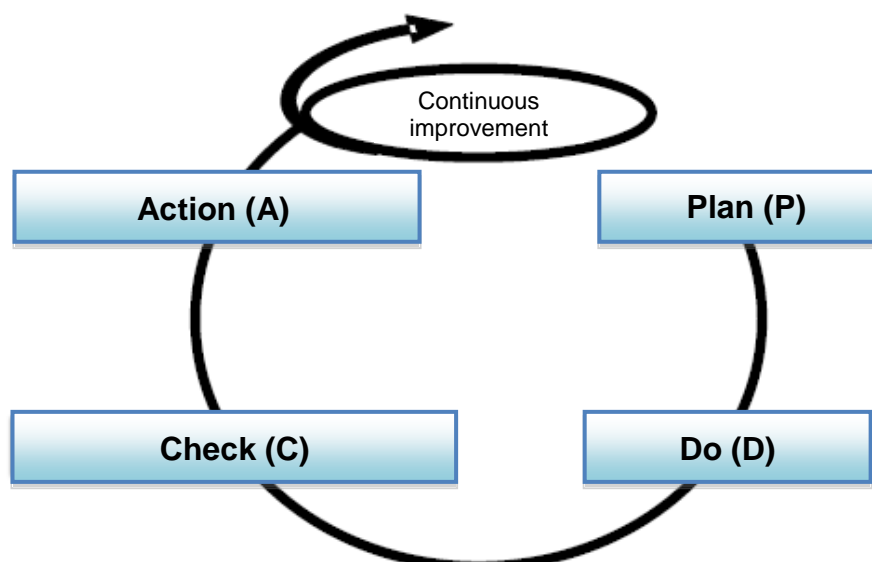 Continuous
improvement
Action (A)
Plan (P)
Check (C)
Do (D)